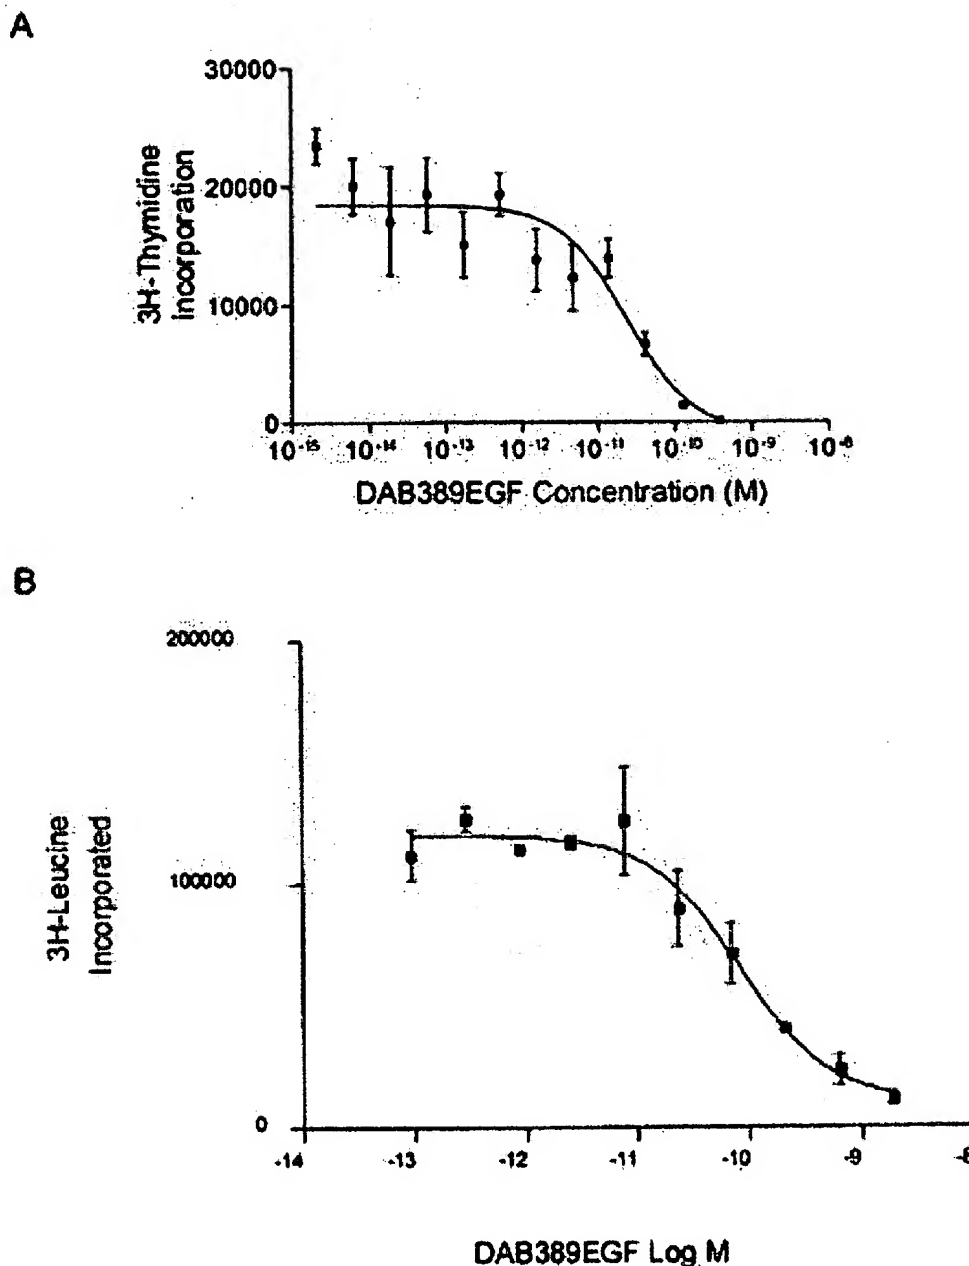 A
30000
20000
10000
0
3H-Thymidine
Incorporation
10-15 10-14 10-13 10-12 10-11 10-10 10-9 10-8
DAB389EGF Concentration (M)
B
200000
100000
0
3H-Leucine
Incorporated
-14 -13 -12 -11 -10 -9 -8
DAB389EGF Log M